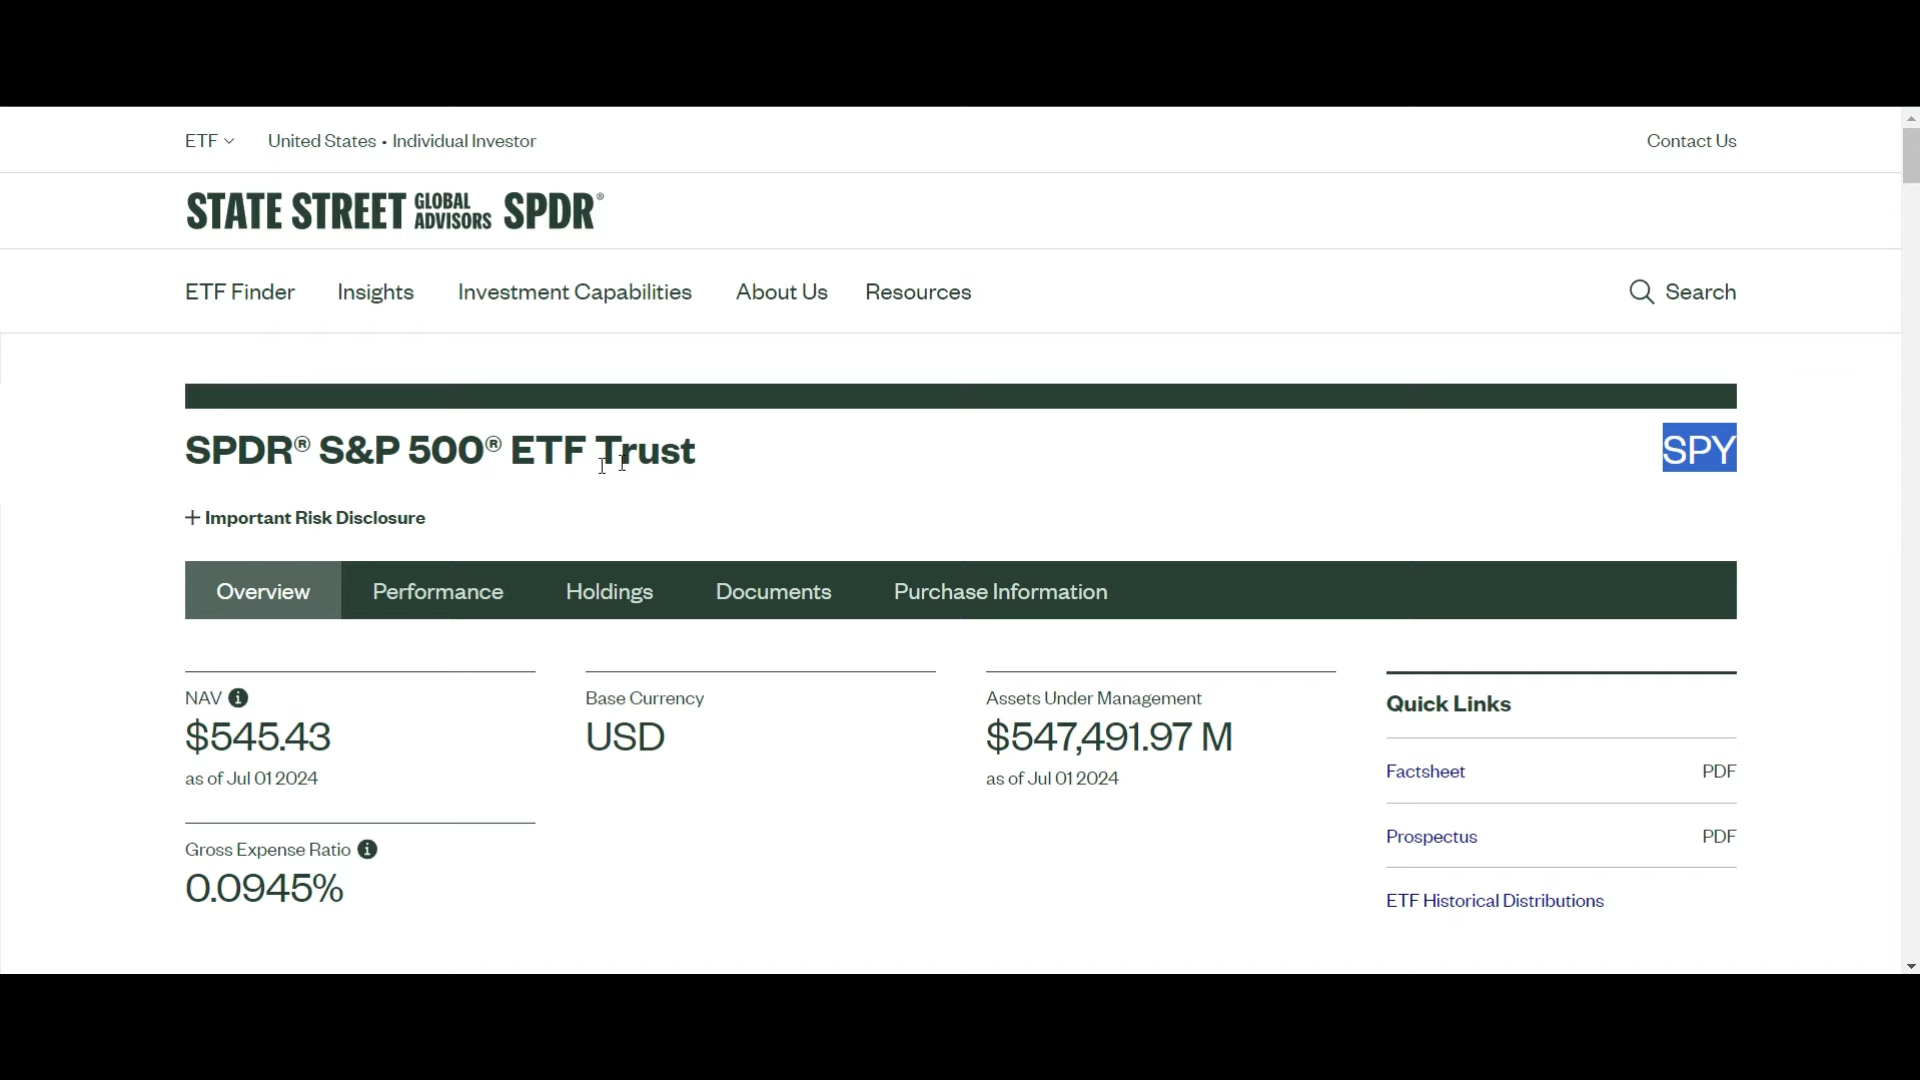 ETF United States • Individual Investor Contact Us
STATE STREET GLOBAL ADVISORS SPDR®
ETF Finder Insights Investment Capabilities About Us Resources Search
SPDR® S&P 500® ETF Trust SPY
+ Important Risk Disclosure
Overview Performance Holdings Documents Purchase Information
NAV i
$545.43
as of Jul 01 2024
Base Currency
USD
Assets Under Management
$547,491.97 M
as of Jul 01 2024
Gross Expense Ratio i
0.0945%
Quick Links
Factsheet PDF
Prospectus PDF
ETF Historical Distributions